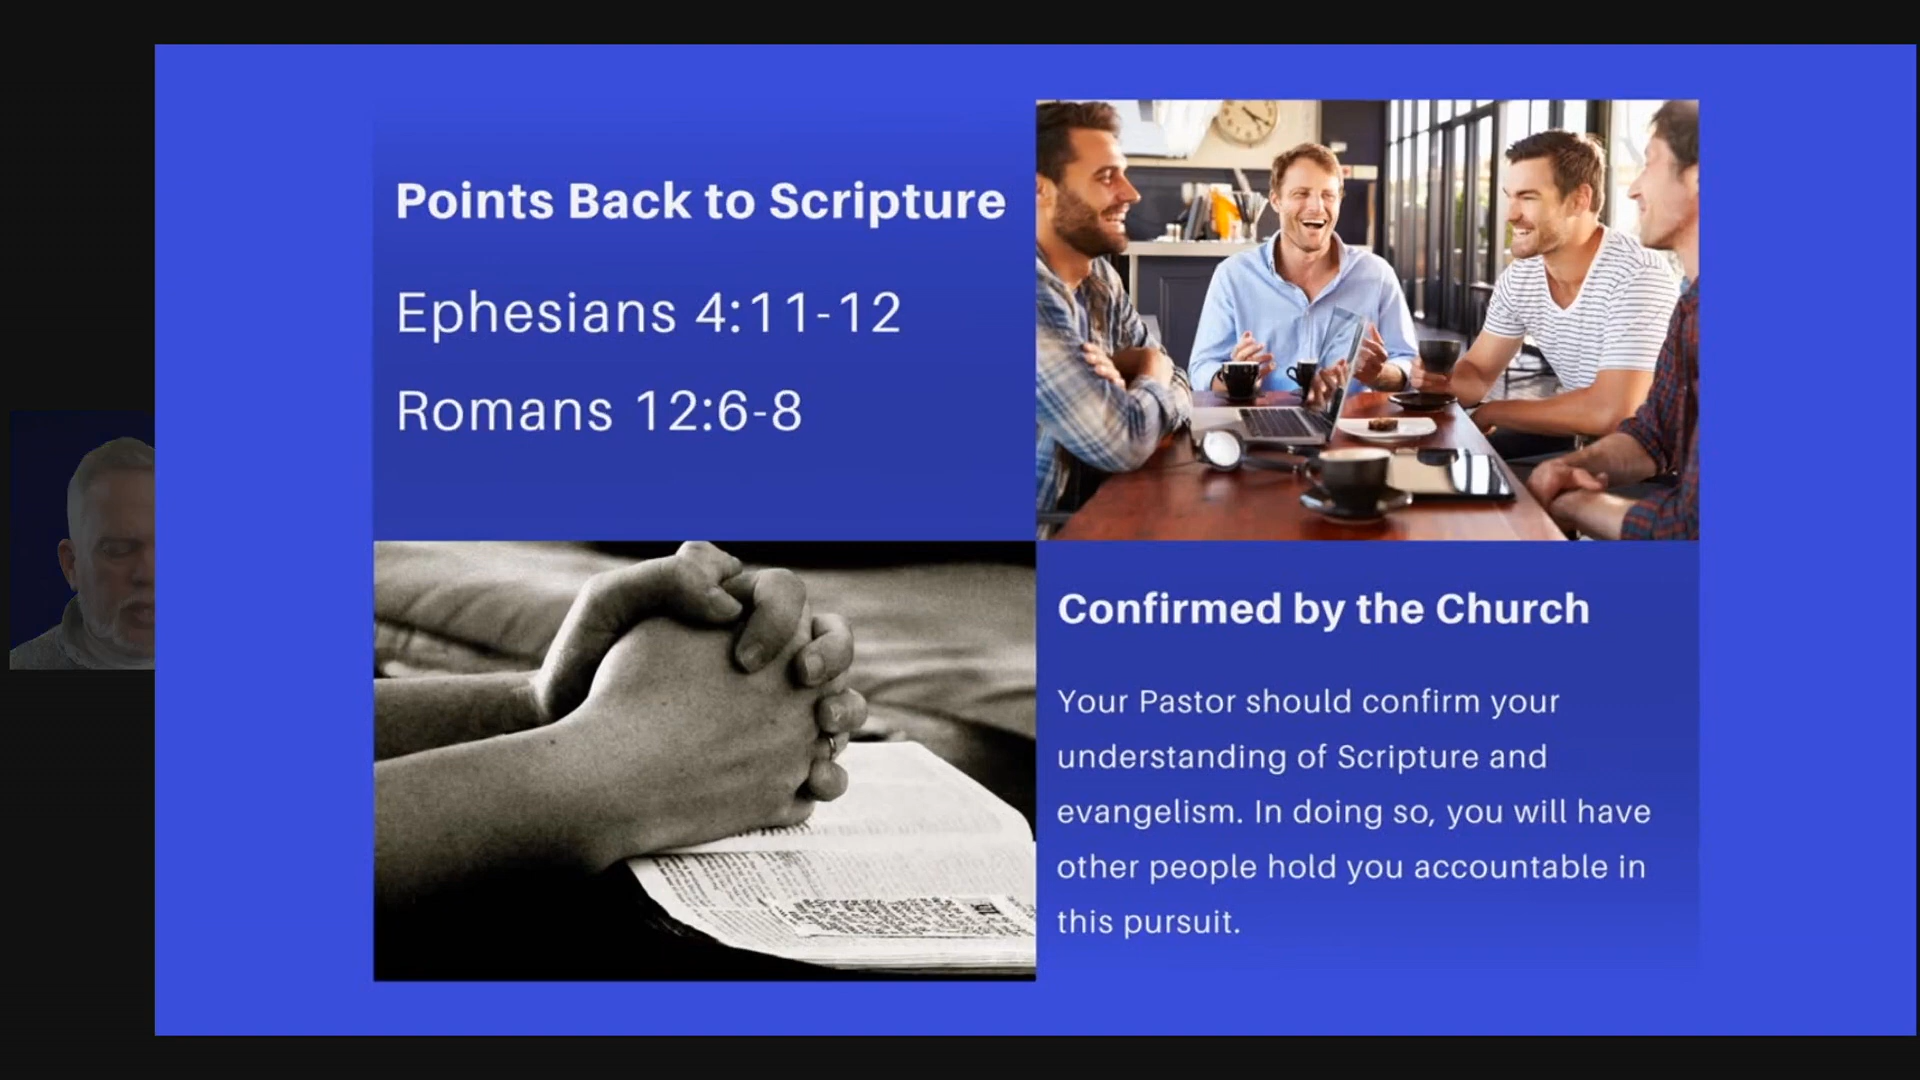 Points Back to Scripture
Ephesians 4:11-12
Romans 12:6-8
Confirmed by the Church
Your Pastor should confirm your
understanding of Scripture and
evangelism. In doing so, you will have
other people hold you accountable in
this pursuit.